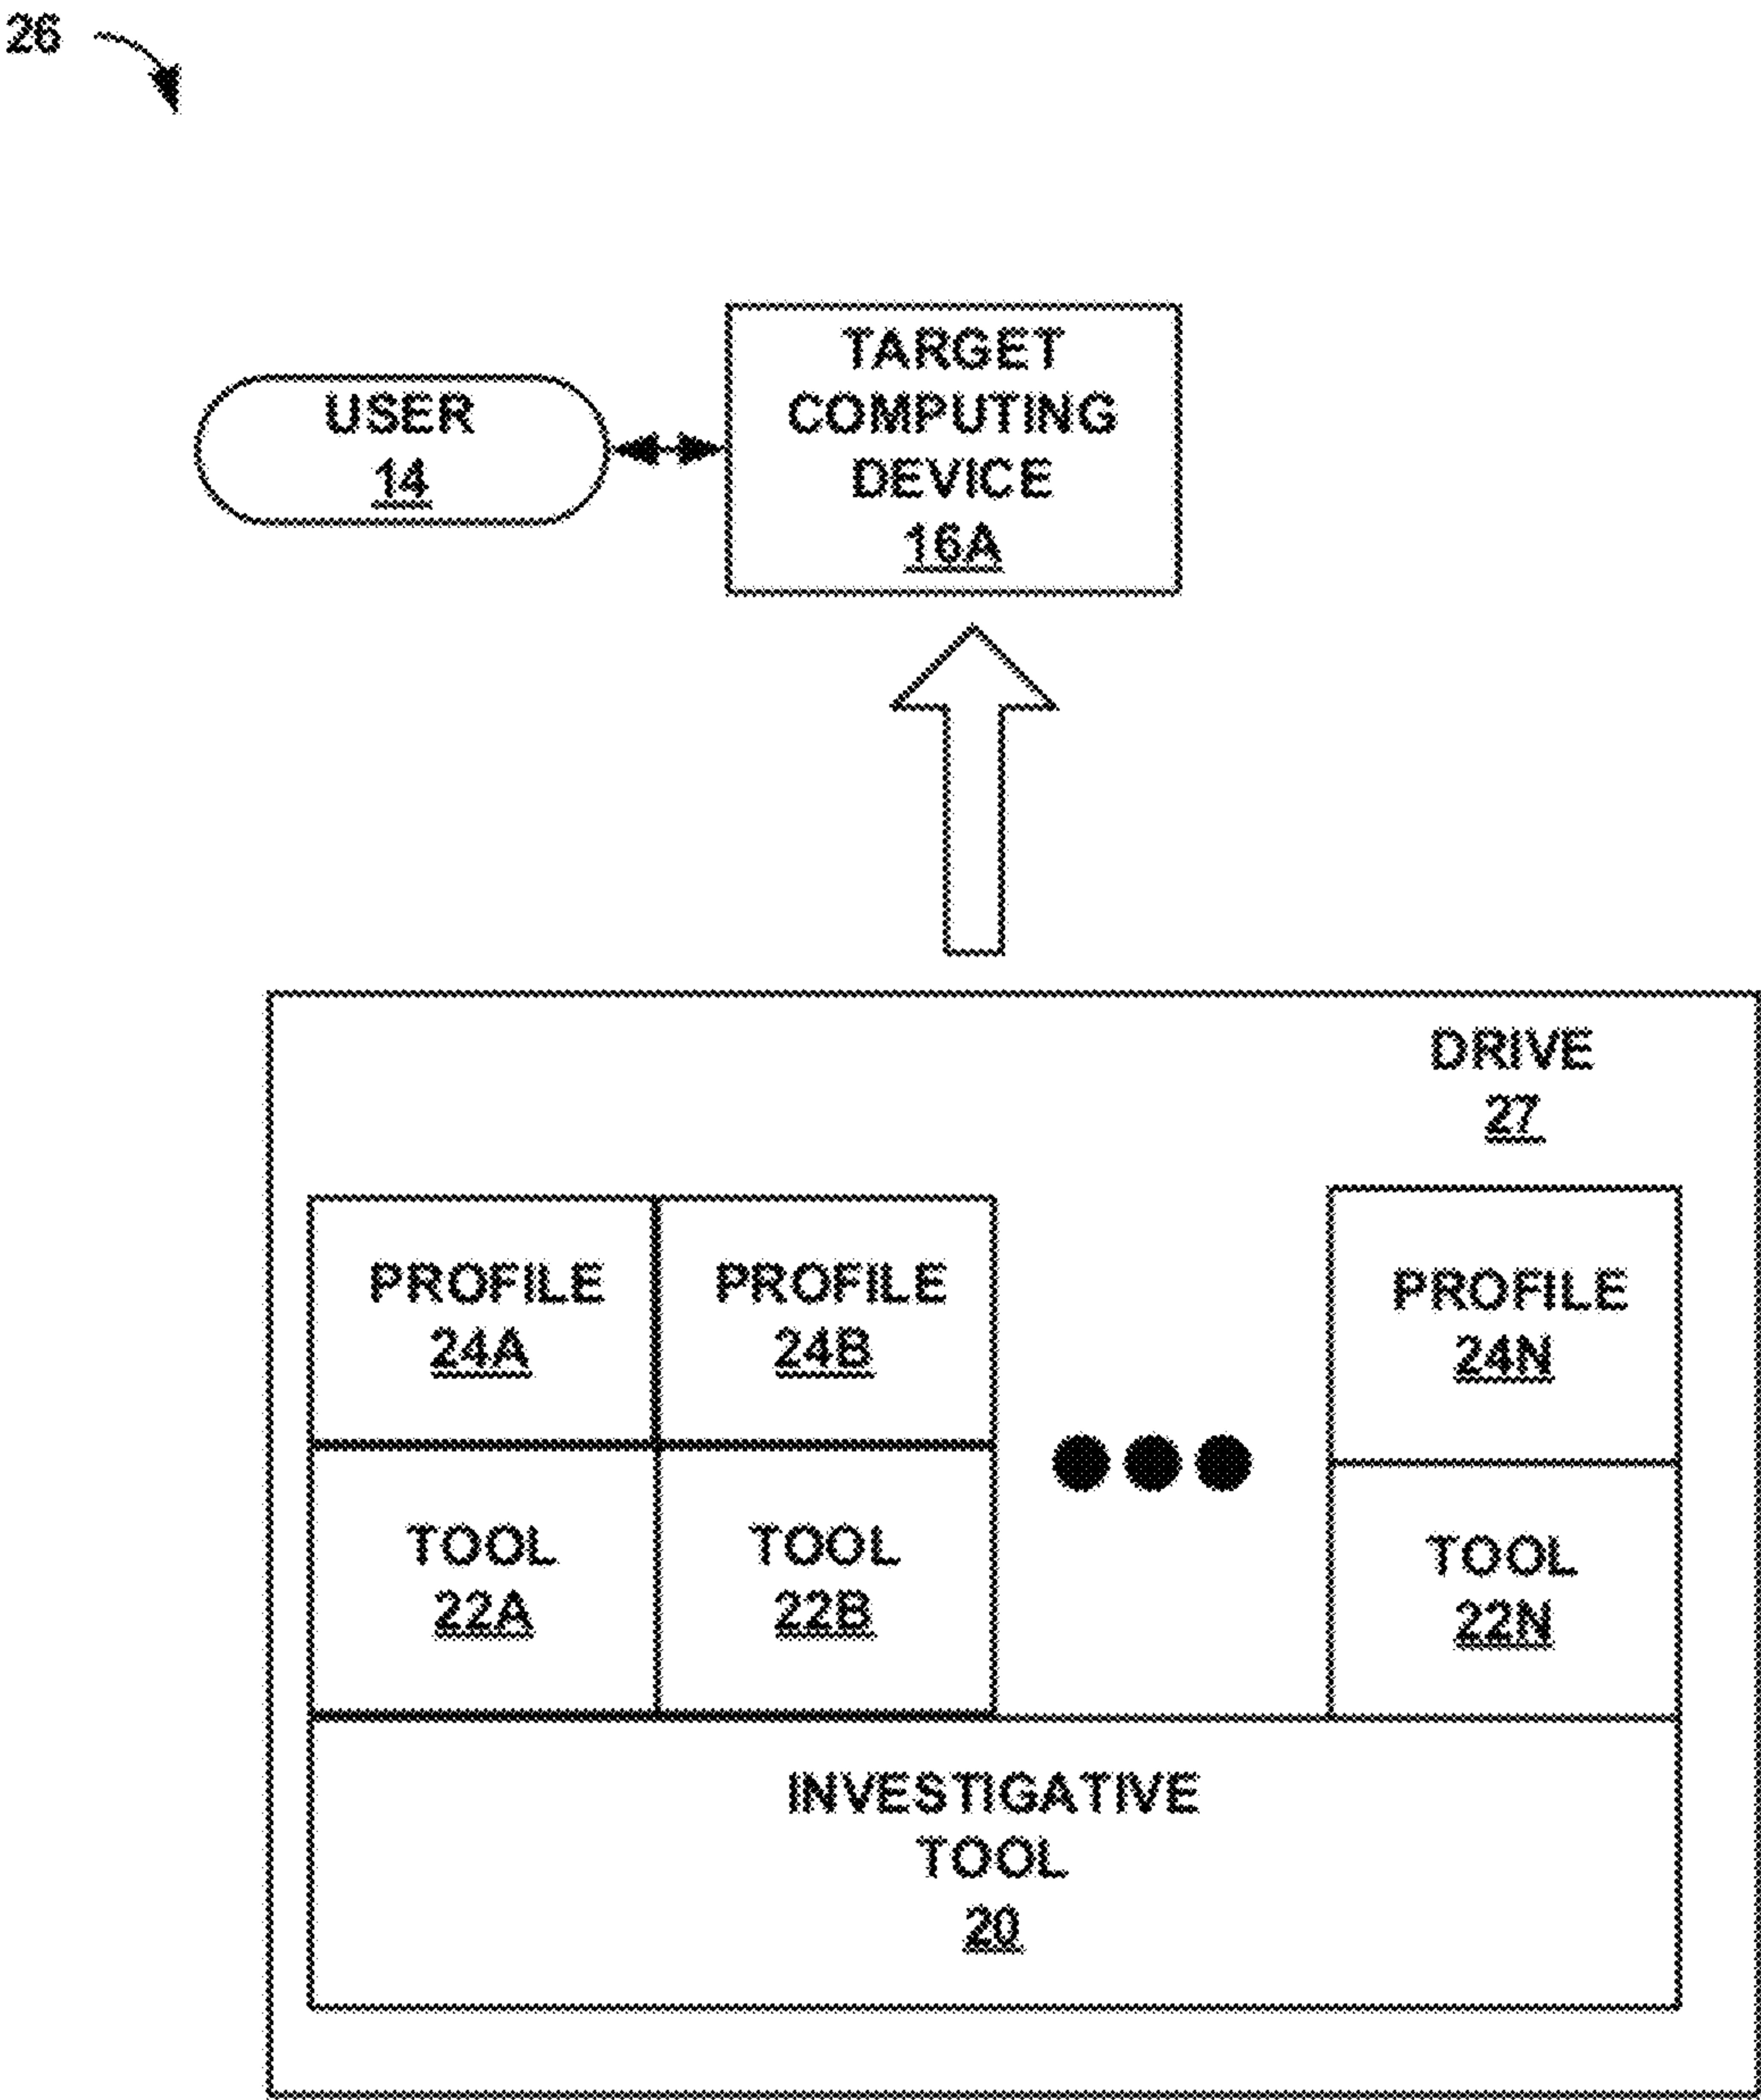 26
TARGET
COMPUTING
DEVICE
16A
USER
14
DRIVE
27
PROFILE
24A
PROFILE
24B
PROFILE
24N
TOOL
22A
TOOL
22B
TOOL
22N
INVESTIGATIVE
TOOL
20